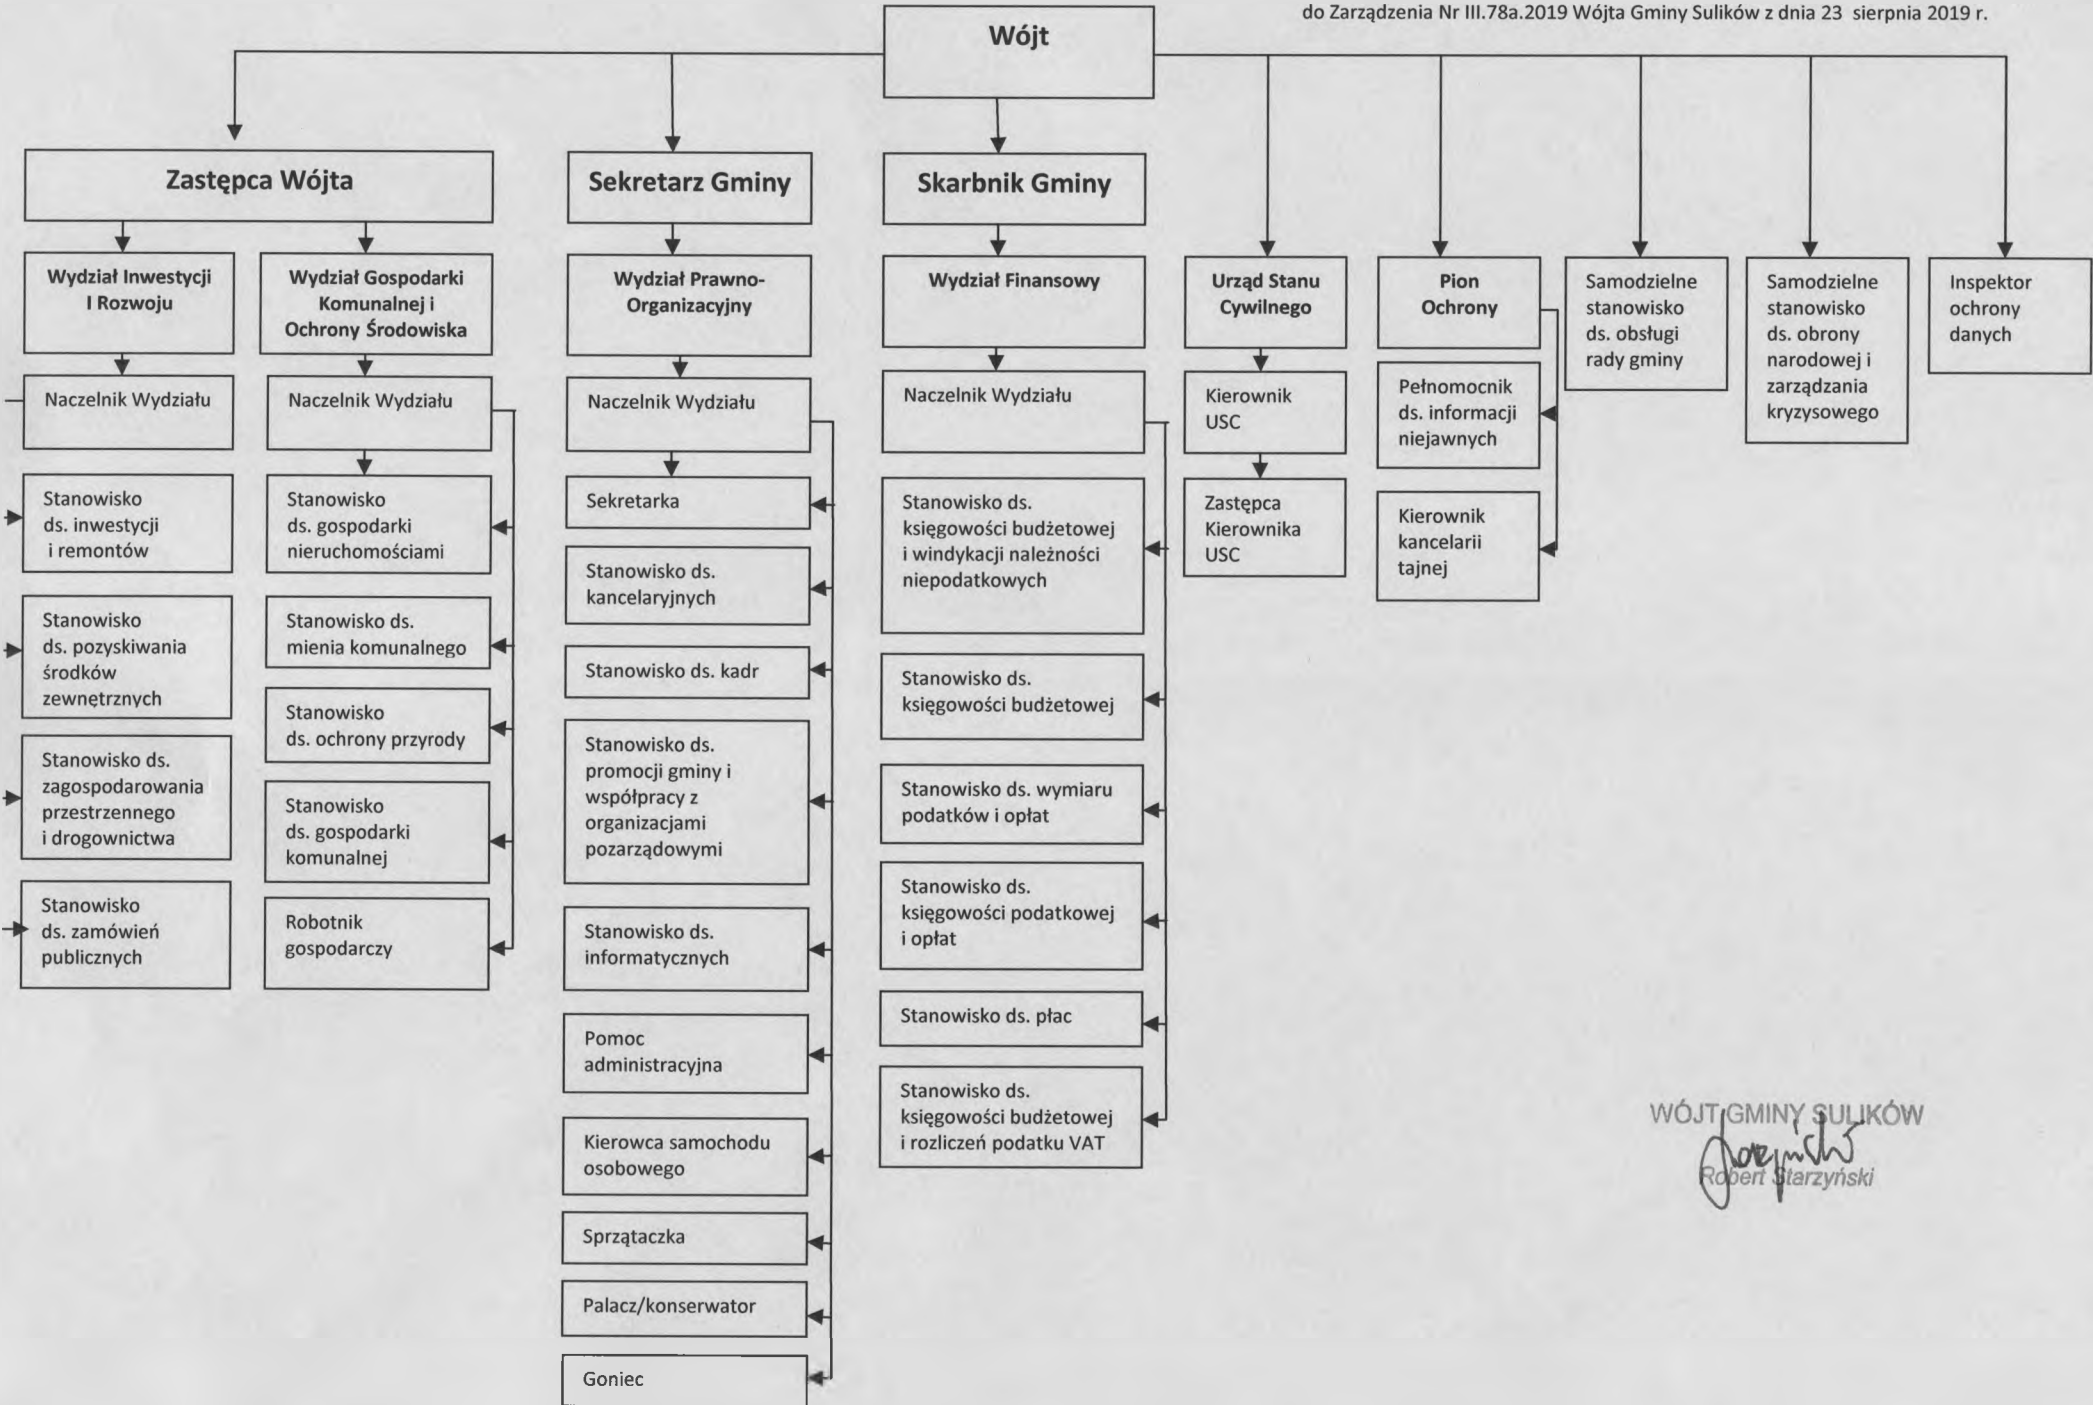 do Zarządzenia Nr III.78a.2019 Wójta Gminy Sulików z dnia 23 sierpnia 2019 r.
Wójt
Zastępca Wójta
Sekretarz Gminy
Skarbnik Gminy
Wydział Inwestycji
I Rozwoju
Wydział Gospodarki
Komunalnej i
Ochrony Środowiska
Wydział Prawno-
Organizacyjny
Wydział Finansowy
Urząd Stanu
Cywilnego
Pion
Ochrony
Samodzielne
stanowisko
ds. obsługi
rady gminy
Samodzielne
stanowisko
ds. obrony
narodowej i
zarządzania
kryzysowego
Inspektor
ochrony
danych
Naczelnik Wydziału
Stanowisko
ds. inwestycji
i remontów
Stanowisko
ds. pozyskiwania
środków
zewnętrznych
Stanowisko ds.
zagospodarowania
przestrzennego
i drogownictwa
Stanowisko
ds. zamówień
publicznych
Naczelnik Wydziału
Stanowisko
ds. gospodarki
nieruchomościami
Stanowisko ds.
mienia komunalnego
Stanowisko
ds. ochrony przyrody
Stanowisko
ds. gospodarki
komunalnej
Robotnik
gospodarczy
Naczelnik Wydziału
Sekretarka
Stanowisko ds.
kancelaryjnych
Stanowisko ds. kadr
Stanowisko ds.
promocji gminy i
współpracy z
organizacjami
pozarządowymi
Stanowisko ds.
informatycznych
Pomoc
administracyjna
Kierowca samochodu
osobowego
Sprzątaczka
Palacz/konserwator
Goniec
Naczelnik Wydziału
Stanowisko ds.
księgowości budżetowej
i windykacji należności
niepodatkowych
Stanowisko ds.
księgowości budżetowej
Stanowisko ds. wymiaru
podatków i opłat
Stanowisko ds.
księgowości podatkowej
i opłat
Stanowisko ds. płac
Stanowisko ds.
księgowości budżetowej
i rozliczeń podatku VAT
Kierownik
USC
Zastępca
Kierownika
USC
Pełnomocnik
ds. informacji
niejawnych
Kierownik
kancelarii
tajnej
WÓJT GMINY SULIKÓW
Robert Starzyński